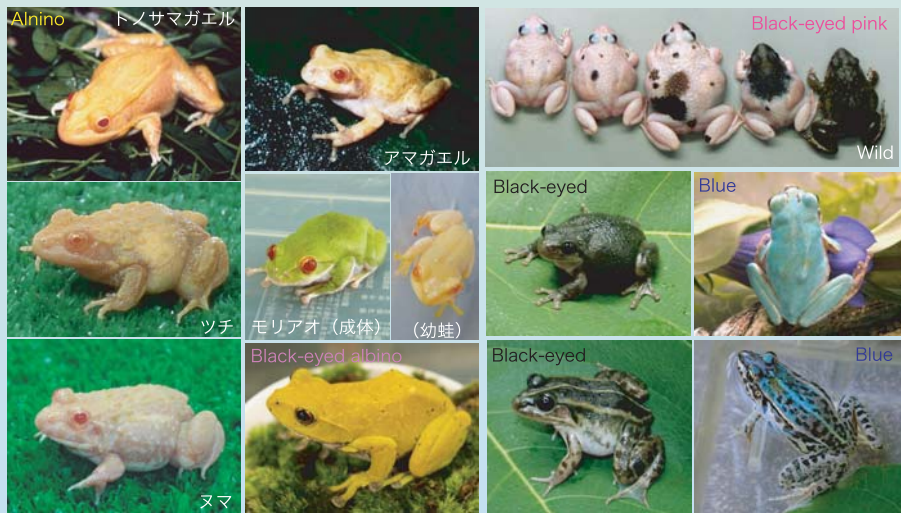 Alnino
トノサマガエル
アマガエル
Black-eyed pink
Wild
ツチ
モリアオ（成体）
（幼蛙）
Black-eyed
Blue
ヌマ
Black-eyed albino
Black-eyed
Blue